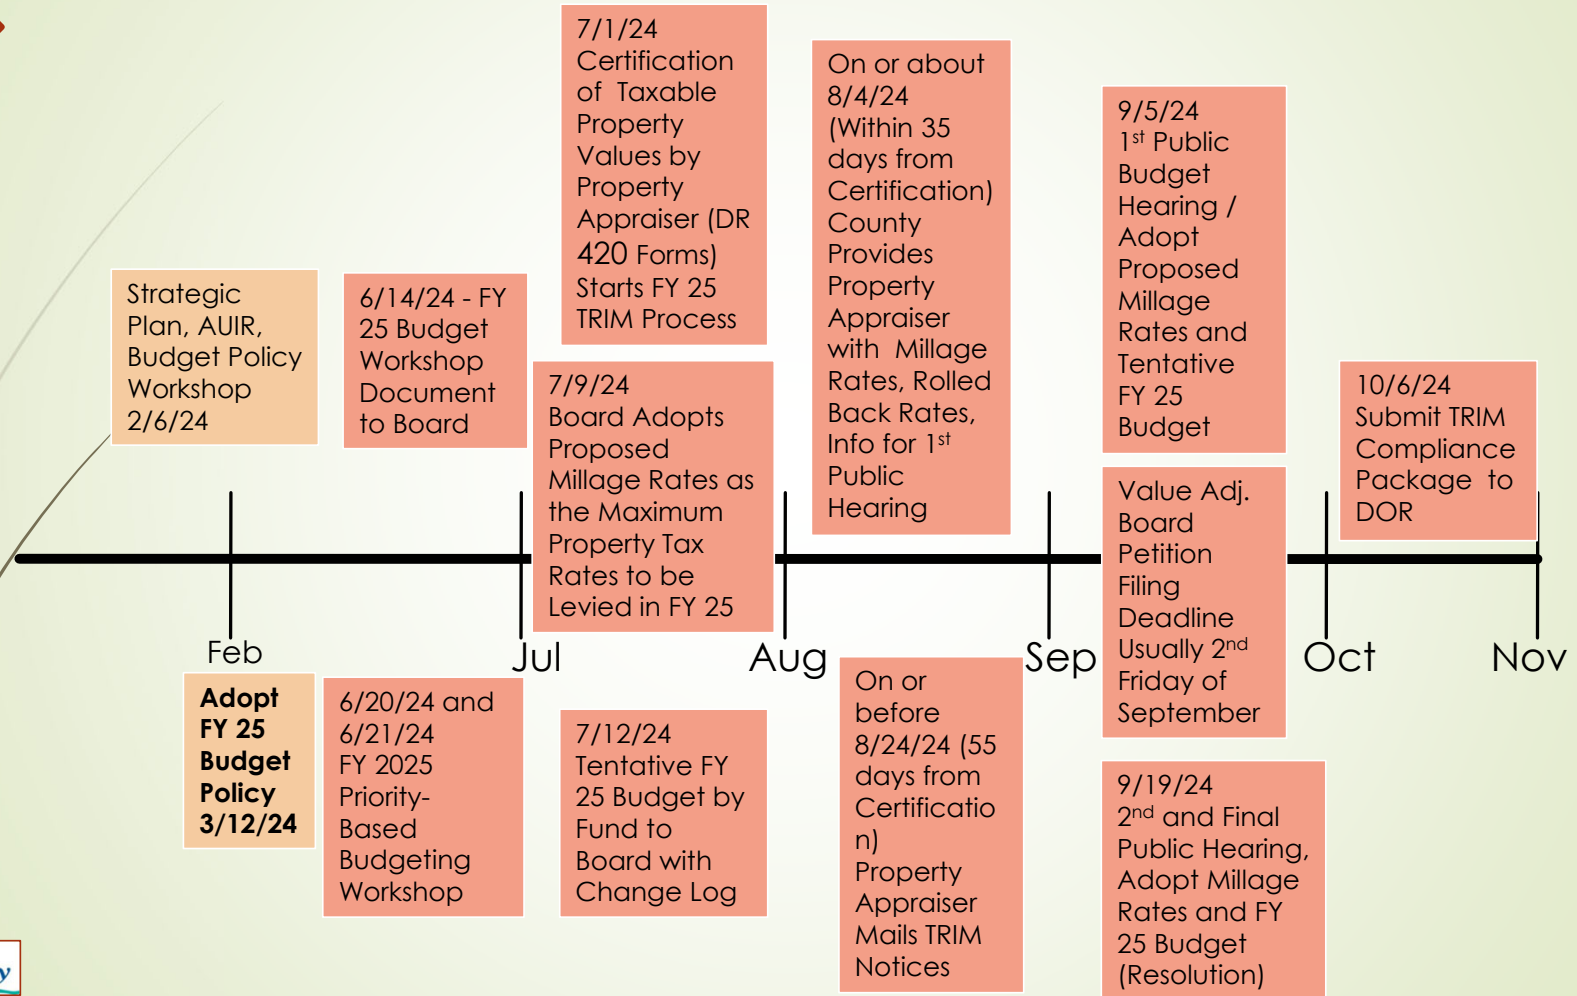 7/1/24
Certification
of Taxable
Property
Values by
Property
Appraiser (DR
420 Forms)
Starts FY 25
TRIM Process
On or about
8/4/24
(Within 35
days from
Certification)
County
Provides
Property
Appraiser
with Millage
Rates, Rolled
Back Rates,
Info for 1st
Public
Hearing
9/5/24
1st Public
Budget
Hearing /
Adopt
Proposed
Millage
Rates and
Tentative
FY 25
Budget
Strategic
Plan, AUIR,
Budget Policy
Workshop
2/6/24
6/14/24 - FY
25 Budget
Workshop
Document
to Board
7/9/24
Board Adopts
Proposed
Millage Rates as
the Maximum
Property Tax
Rates to be
Levied in FY 25
10/6/24
Submit TRIM
Compliance
Package to
DOR
Value Adj.
Board
Petition
Filing
Deadline
Usually 2nd
Friday of
September
Feb
Jul
Aug
Sep
Oct
Nov
Adopt
FY 25
Budget
Policy
3/12/24
6/20/24 and
6/21/24
FY 2025
Priority-
Based
Budgeting
Workshop
7/12/24
Tentative FY
25 Budget by
Fund to
Board with
Change Log
On or
before
8/24/24 (55
days from
Certificatio
n)
Property
Appraiser
Mails TRIM
Notices
9/19/24
2nd and Final
Public Hearing,
Adopt Millage
Rates and FY
25 Budget
(Resolution)